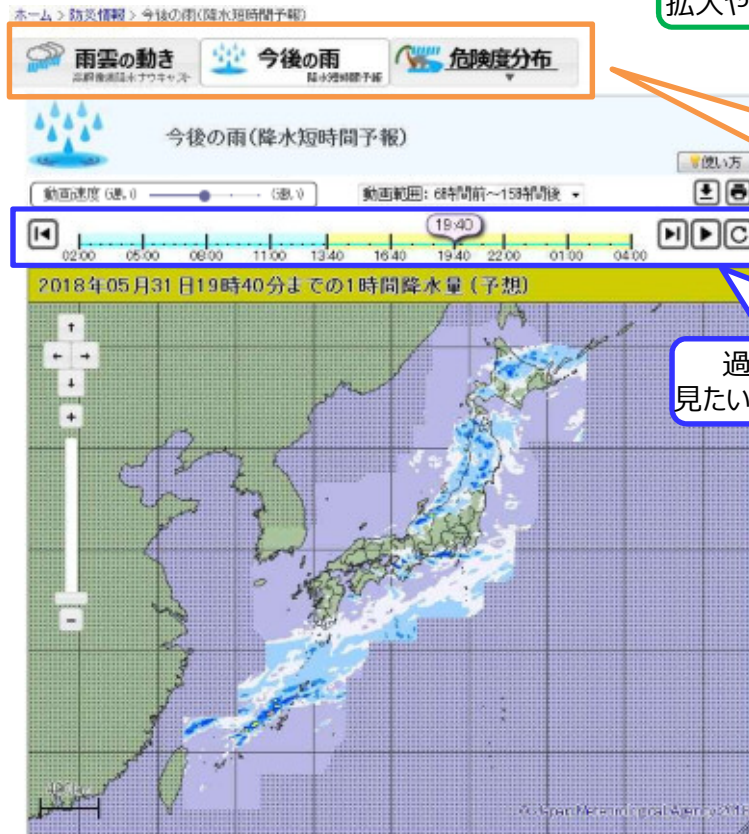 ホーム > 防災情報 > 今後の雨(降水短時間予報)
拡大や
雨雲の動き
高解像度降水ナウキャスト
今後の雨
降水短時間予報
危険度分布
今後の雨(降水短時間予報)
使い方
動画速度 (遅い) (速い) 動画範囲: 6時間前～15時間後
19:40
02:00 05:00 08:00 11:00 13:40 16:40 19:40 22:00 01:00 04:00
2018年05月31日19時40分までの1時間降水量 (予想)
過
見たい